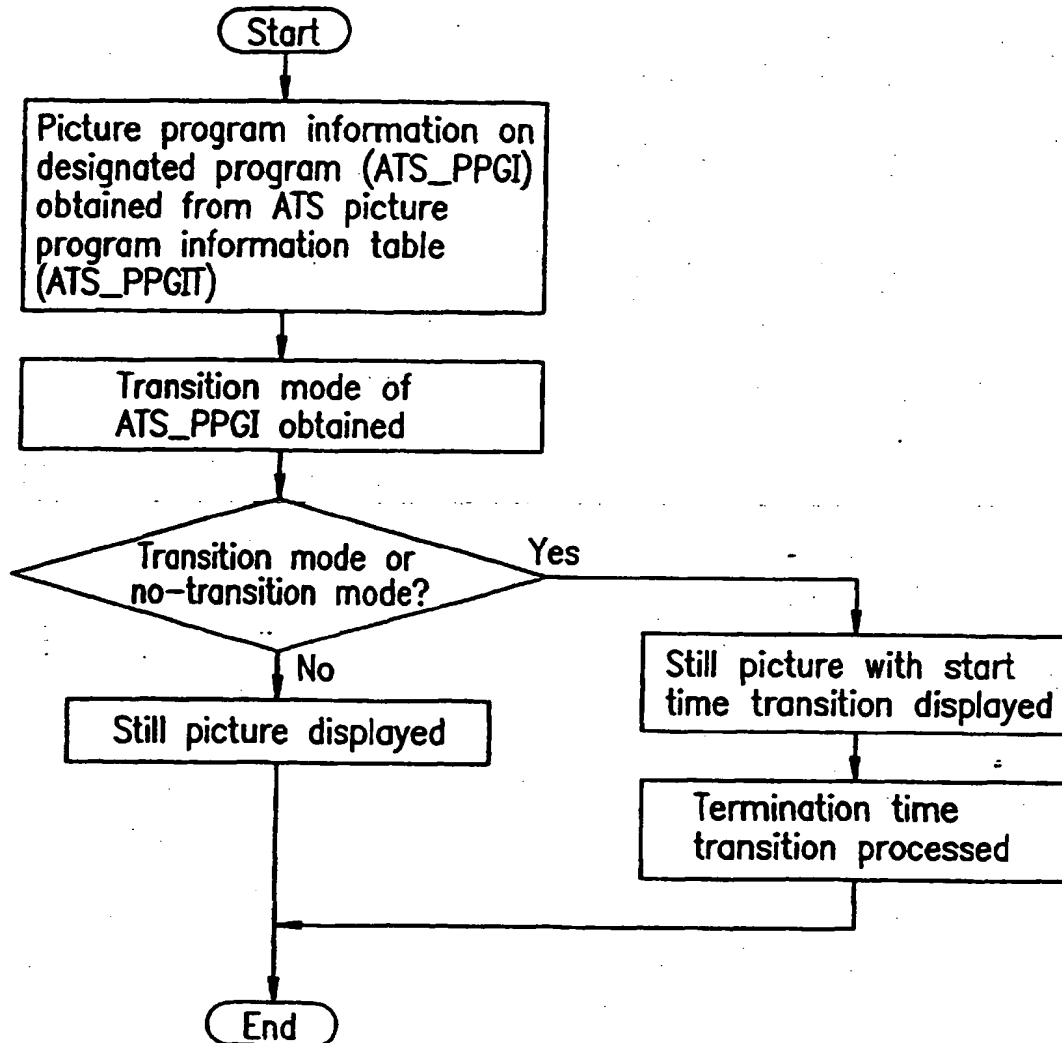 Start
Picture program information on
designated program (ATS_PPGI)
obtained from ATS picture
program information table
(ATS_PPGIT)
Transition mode of
ATS_PPGI obtained
Transition mode or
no-transition mode?
Yes
No
Still picture with start
time transition displayed
Still picture displayed
Termination time
transition processed
End